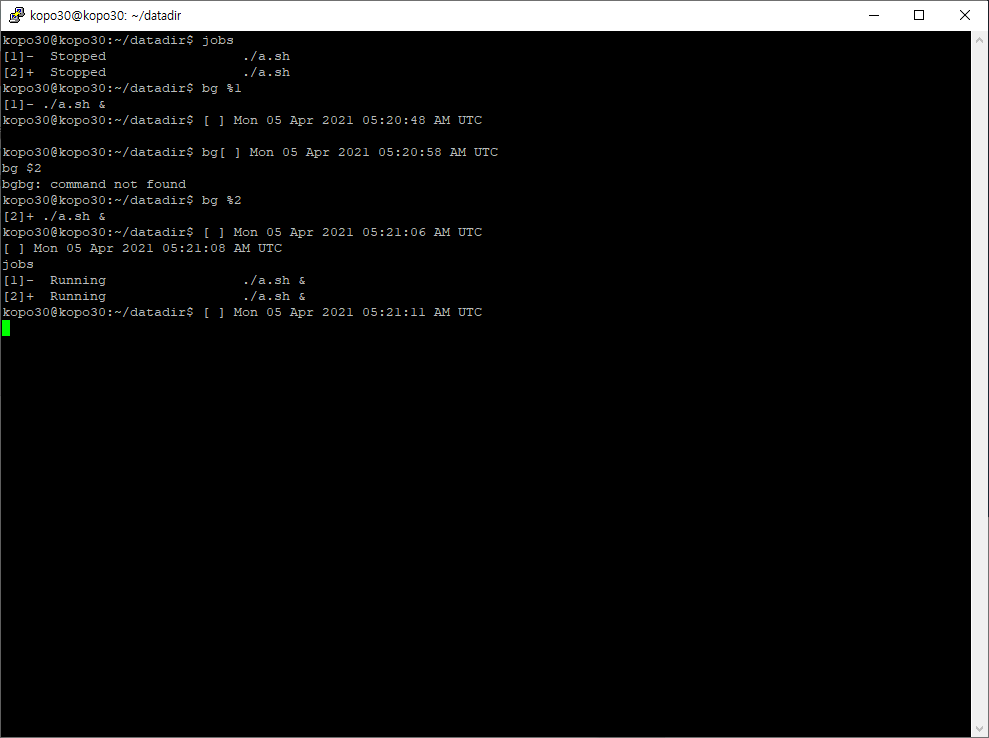 kopo30@kopo30: ~/datadir
kopo30@kopo30:~/datadir$ jobs
[1]-  Stopped                 ./a.sh
[2]+  Stopped                 ./a.sh
kopo30@kopo30:~/datadir$ bg %1
[1]- ./a.sh &
kopo30@kopo30:~/datadir$ [ ] Mon 05 Apr 2021 05:20:48 AM UTC
kopo30@kopo30:~/datadir$ bg[ ] Mon 05 Apr 2021 05:20:58 AM UTC
bg $2
bgbg: command not found
kopo30@kopo30:~/datadir$ bg %2
[2]+ ./a.sh &
kopo30@kopo30:~/datadir$ [ ] Mon 05 Apr 2021 05:21:06 AM UTC
[ ] Mon 05 Apr 2021 05:21:08 AM UTC
jobs
[1]-  Running                 ./a.sh &
[2]+  Running                 ./a.sh &
kopo30@kopo30:~/datadir$ [ ] Mon 05 Apr 2021 05:21:11 AM UTC